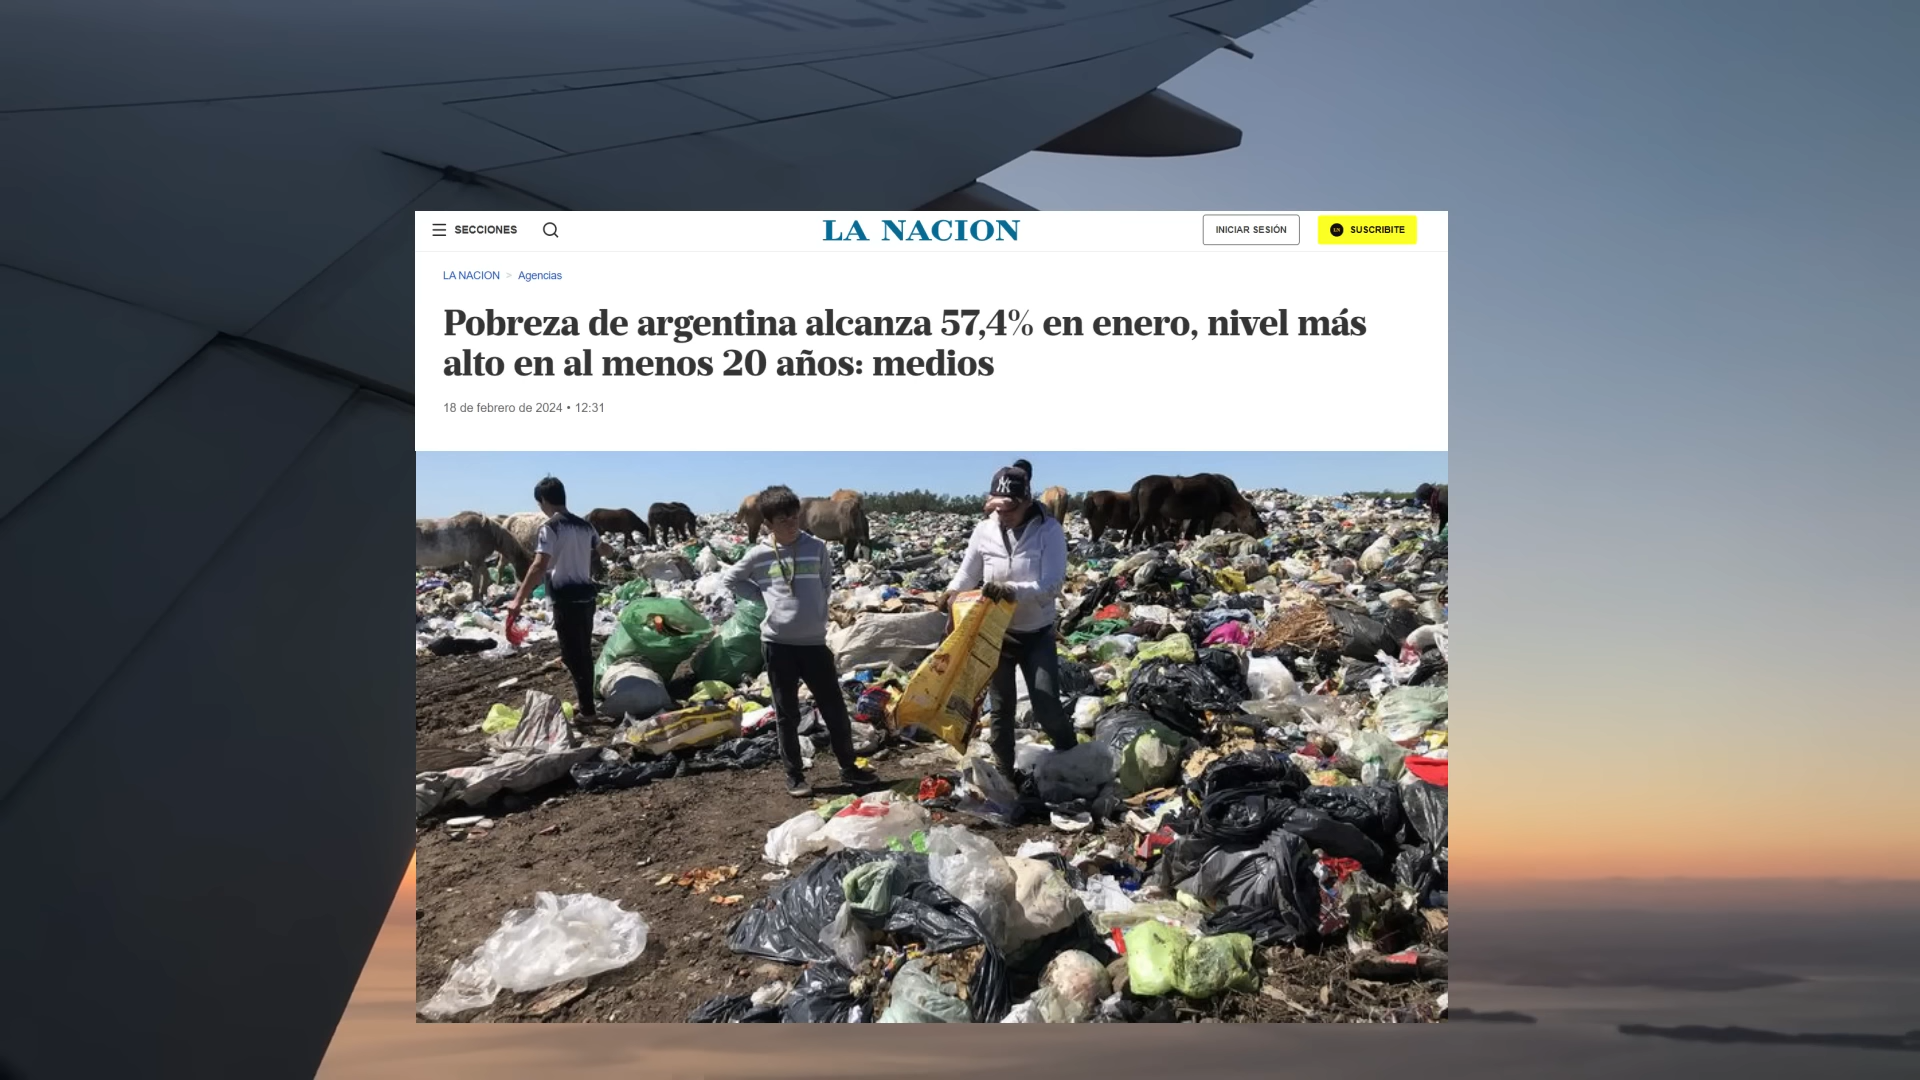 SECCIONES
LA NACION
INICIAR SESIÓN
SUSCRIBITE
LA NACION > Agencias
Pobreza de argentina alcanza 57,4% en enero, nivel más
alto en al menos 20 años: medios
18 de febrero de 2024 • 12:31